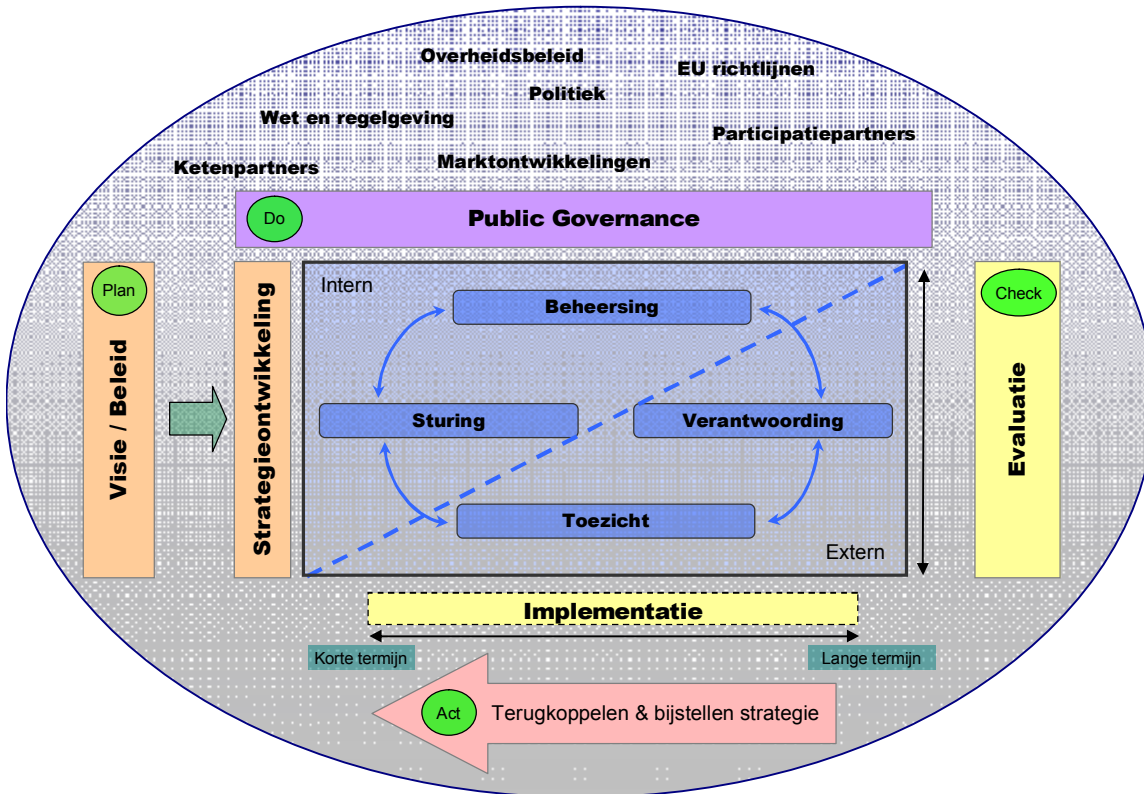 Overheidsbeleid
EU richtlijnen
Politiek
Wet en regelgeving
Participatiepartners
Marktontwikkelingen
Ketenpartners
Do
Public Governance
Plan
Visie / Beleid
Strategieontwikkeling
Intern
Beheersing
Sturing
Verantwoording
Toezicht
Extern
Check
Evaluatie
Implementatie
Korte termijn
Lange termijn
Act
Terugkoppelen & bijstellen strategie